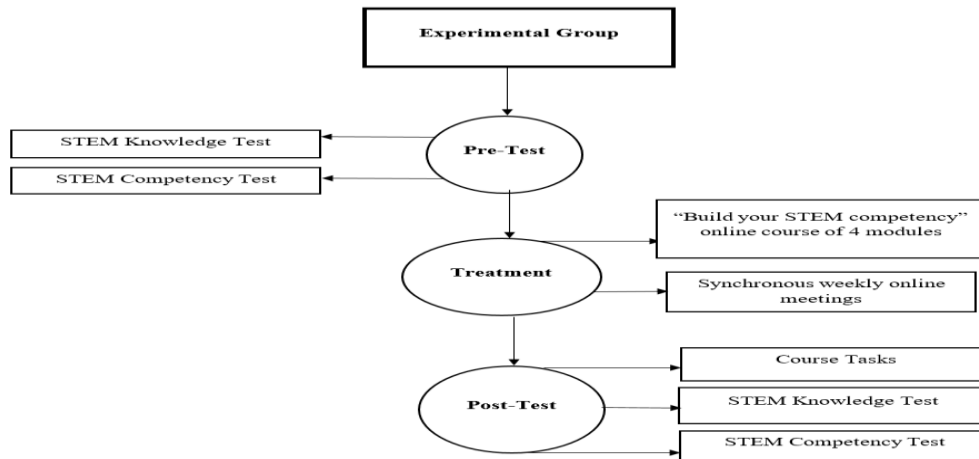 Experimental Group
Pre-Test
STEM Knowledge Test
STEM Competency Test
Treatment
“Build your STEM competency”
online course of 4 modules
Synchronous weekly online
meetings
Post-Test
Course Tasks
STEM Knowledge Test
STEM Competency Test